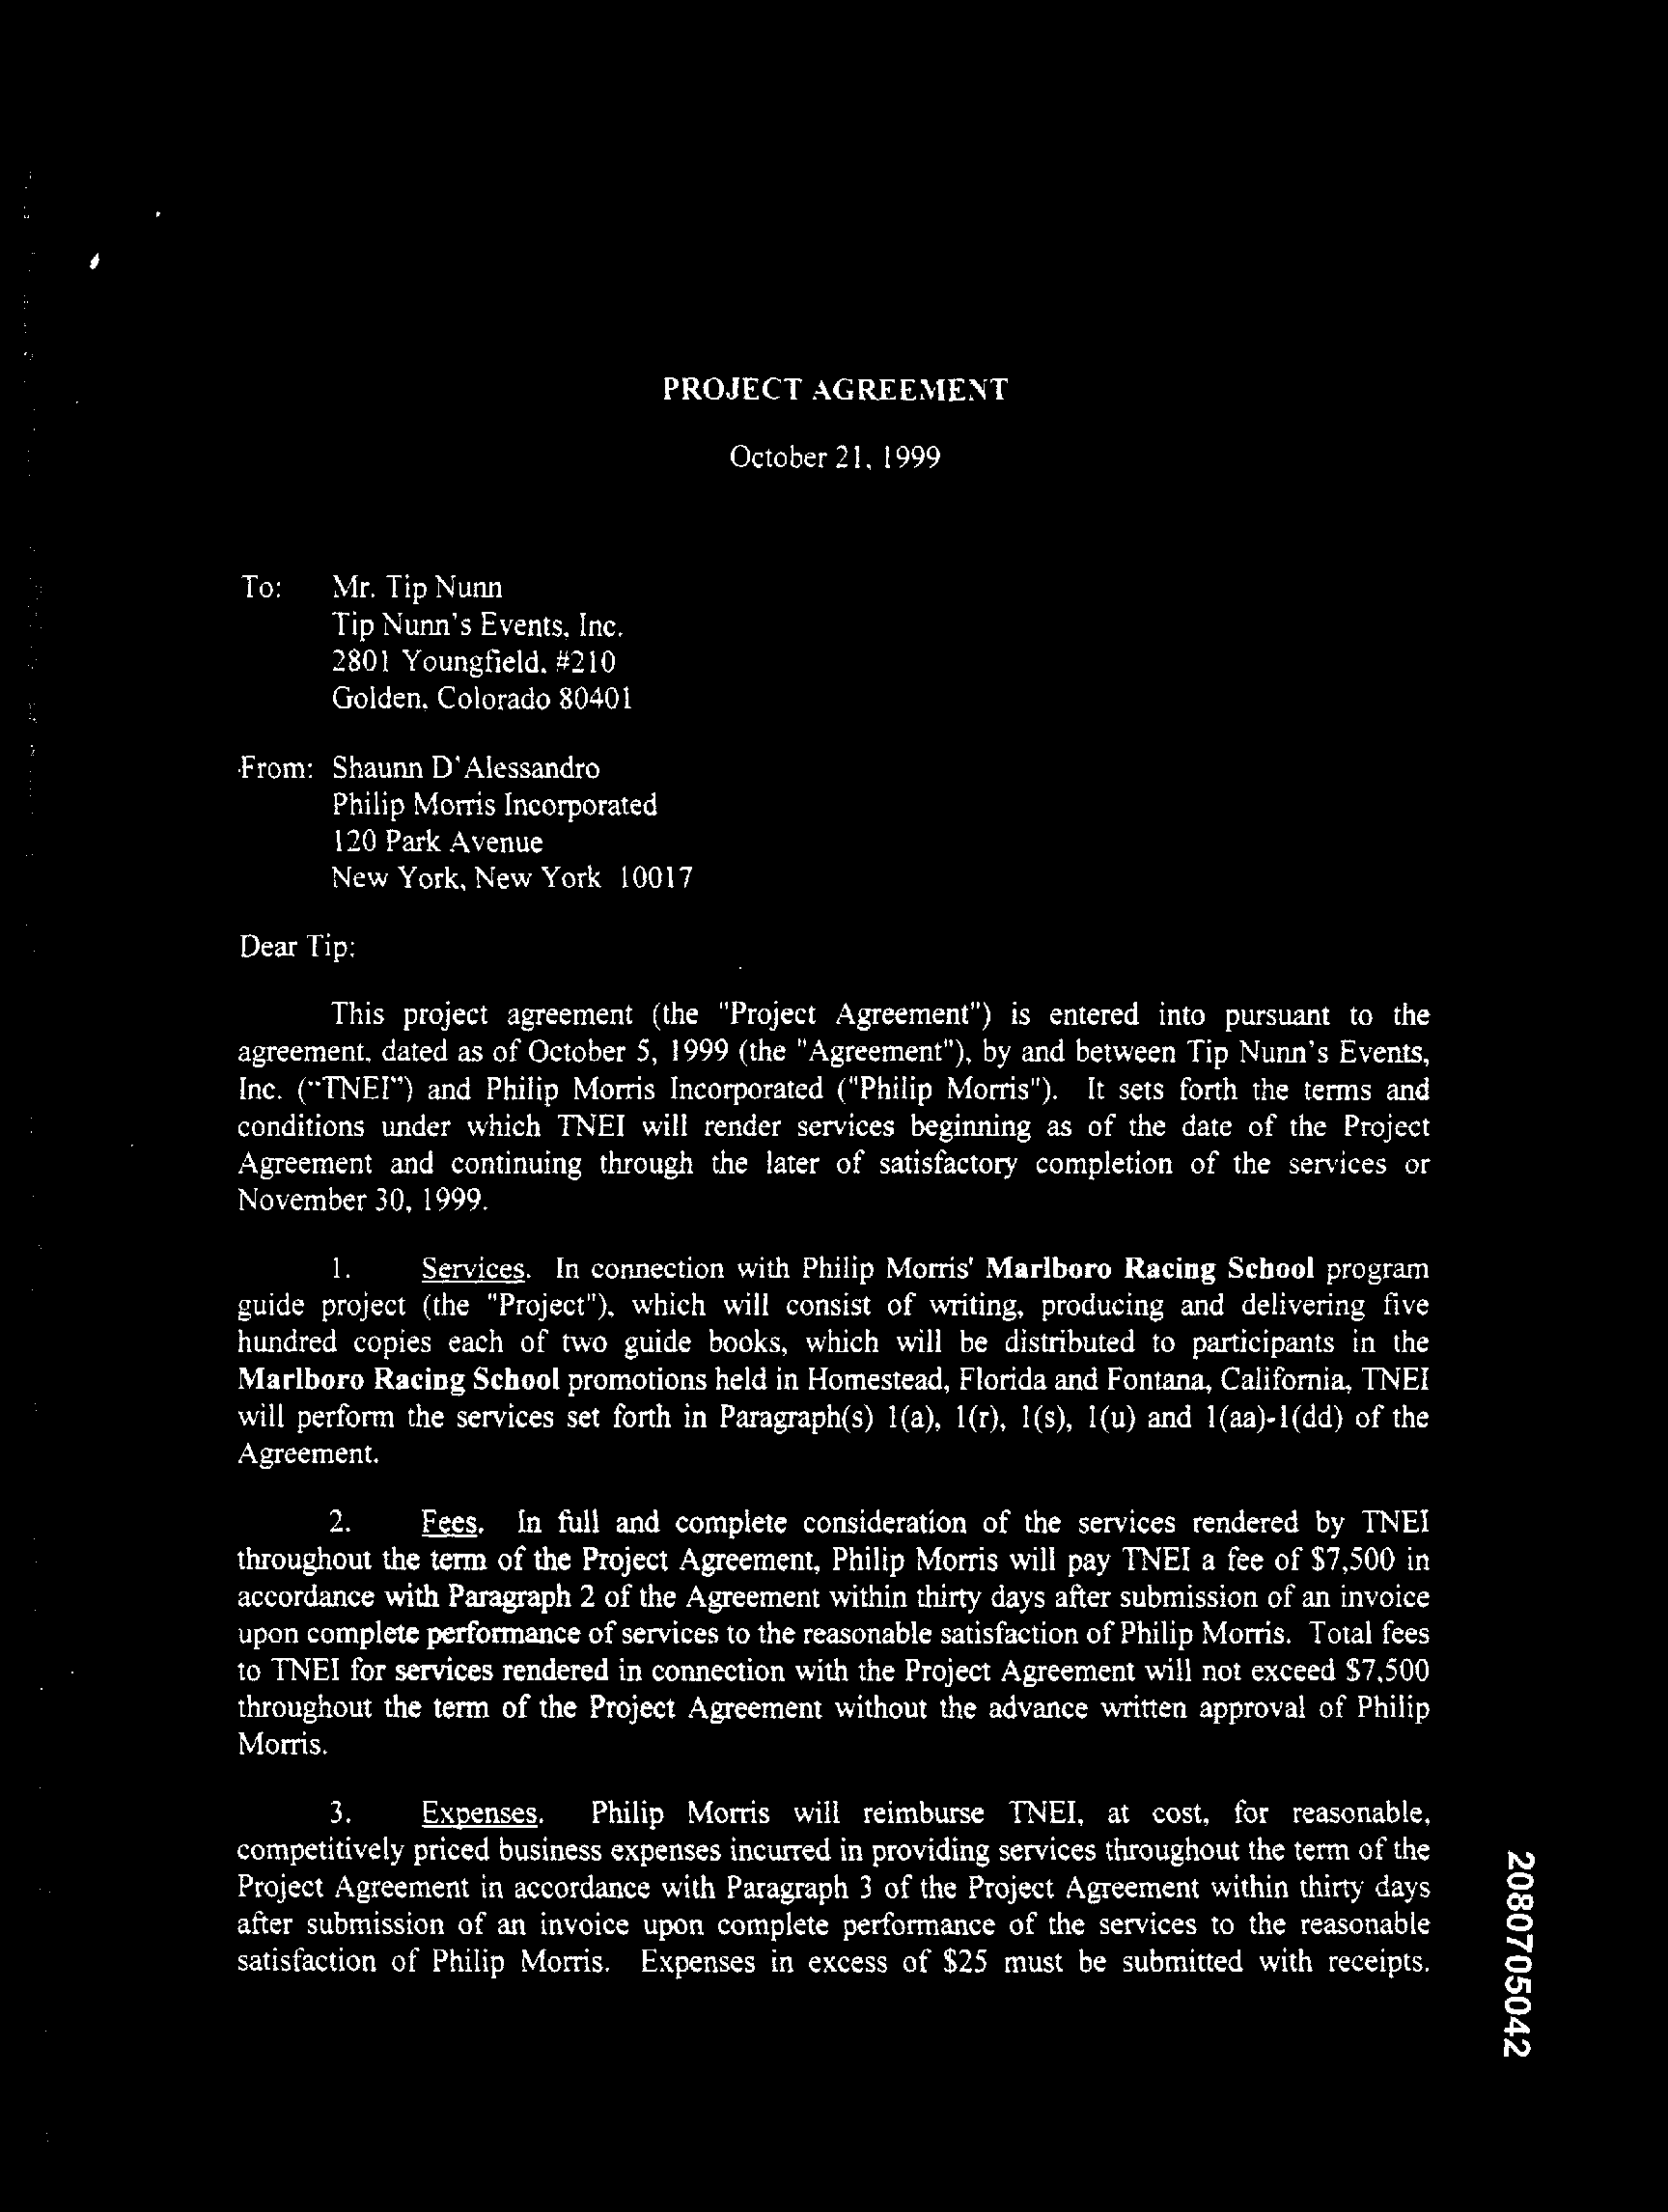 PROJECT AGREEMENT
October 21, 1999
To: Mr. Tip Nunn
Tip Nunn's Events, Inc.
2801 Youngfield, #210
Golden, Colorado 80401
From: Shaunn D'Alessandro
Philip Morris Incorporated
120 Park Avenue
New York, New York 10017
Dear Tip:
This project agreement (the "Project Agreement") is entered into pursuant to the
agreement, dated as of October 5, 1999 (the "Agreement"), by and between Tip Nunn's Events,
Inc. ("TNEI") and Philip Morris Incorporated ("Philip Morris"). It sets forth the terms and
conditions under which TNEI will render services beginning as of the date of the Project
Agreement and continuing through the later of satisfactory completion of the services or
November 30, 1999.
1. Services. In connection with Philip Morris' Marlboro Racing School program
guide project (the "Project"), which will consist of writing, producing and delivering five
hundred copies each of two guide books, which will be distributed to participants in the
Marlboro Racing School promotions held in Homestead, Florida and Fontana, California, TNEI
will perform the services set forth in Paragraph(s) 1(a), 1(r), 1(s), 1(u) and 1(aa)-1(dd) of the
Agreement.
2. Fees. In full and complete consideration of the services rendered by TNEI
throughout the term of the Project Agreement, Philip Morris will pay TNEI a fee of $7,500 in
accordance with Paragraph 2 of the Agreement within thirty days after submission of an invoice
upon complete performance of services to the reasonable satisfaction of Philip Morris. Total fees
to TNEI for services rendered in connection with the Project Agreement will not exceed $7,500
throughout the term of the Project Agreement without the advance written approval of Philip
Morris.
3. Expenses. Philip Morris will reimburse TNEI, at cost, for reasonable,
competitively priced business expenses incurred in providing services throughout the term of the
Project Agreement in accordance with Paragraph 3 of the Project Agreement within thirty days
after submission of an invoice upon complete performance of the services to the reasonable
satisfaction of Philip Morris. Expenses in excess of $25 must be submitted with receipts.
2080705042